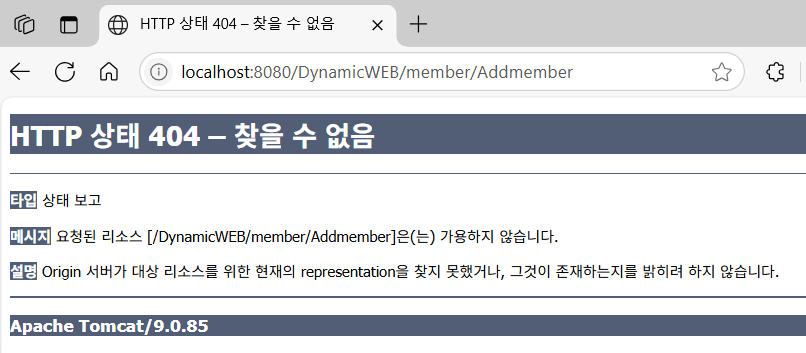 HTTP 상태 404 – 찾을 수 없음
localhost:8080/DynamicWEB/member/Addmember
HTTP 상태 404 – 찾을 수 없음
타입 상태 보고
메시지 요청된 리소스 [/DynamicWEB/member/Addmember]은(는) 가용하지 않습니다.
설명 Origin 서버가 대상 리소스를 위한 현재의 representation을 찾지 못했거나, 그것이 존재하는지를 밝히려 하지 않습니다.
Apache Tomcat/9.0.85